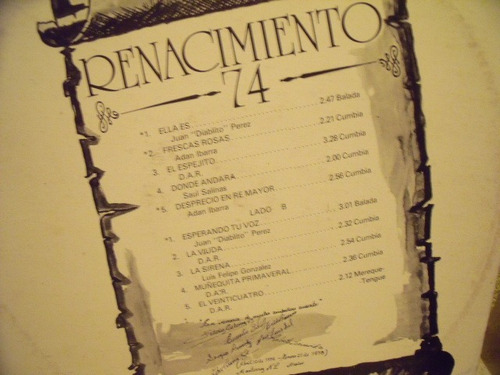 RENACIMIENTO
74
*1. ELLA ES . . . . . . . . . . 2:47 Balada
Juan "Diablito" Perez
*2. FRESCAS ROSAS . . . . . . . . . . 2.21 Cumbia
Adan Ibarra
3. EL ESPEJITO . . . . . . . . . . 3.28 Cumbia
D.A.R.
4. DONDE ANDARA . . . . . . . . . . 2.00 Cumbia
Saul Salinas
*5. DESPRECIO EN RE MAYOR . . . . . . . . . . 2.56 Cumbia
Adan Ibarra
LADO B
*1. ESPERANDO TU VOZ . . . . . . . . . . 3.01 Balada
Juan "Diablito" Perez
2. LA VIUDA . . . . . . . . . . 2.32 Cumbia
D.A.R.
3. LA SIRENA . . . . . . . . . . 2.54 Cumbia
Luis Felipe Gonzalez
4. MUÑEQUITA PRIMAVERAL . . . . . . . . . . 2.36 Cumbia
D.A.R.
5. EL VEINTICUATRO . . . . . . . . . . 2.12 Mereque-
D.A.R. Tengue